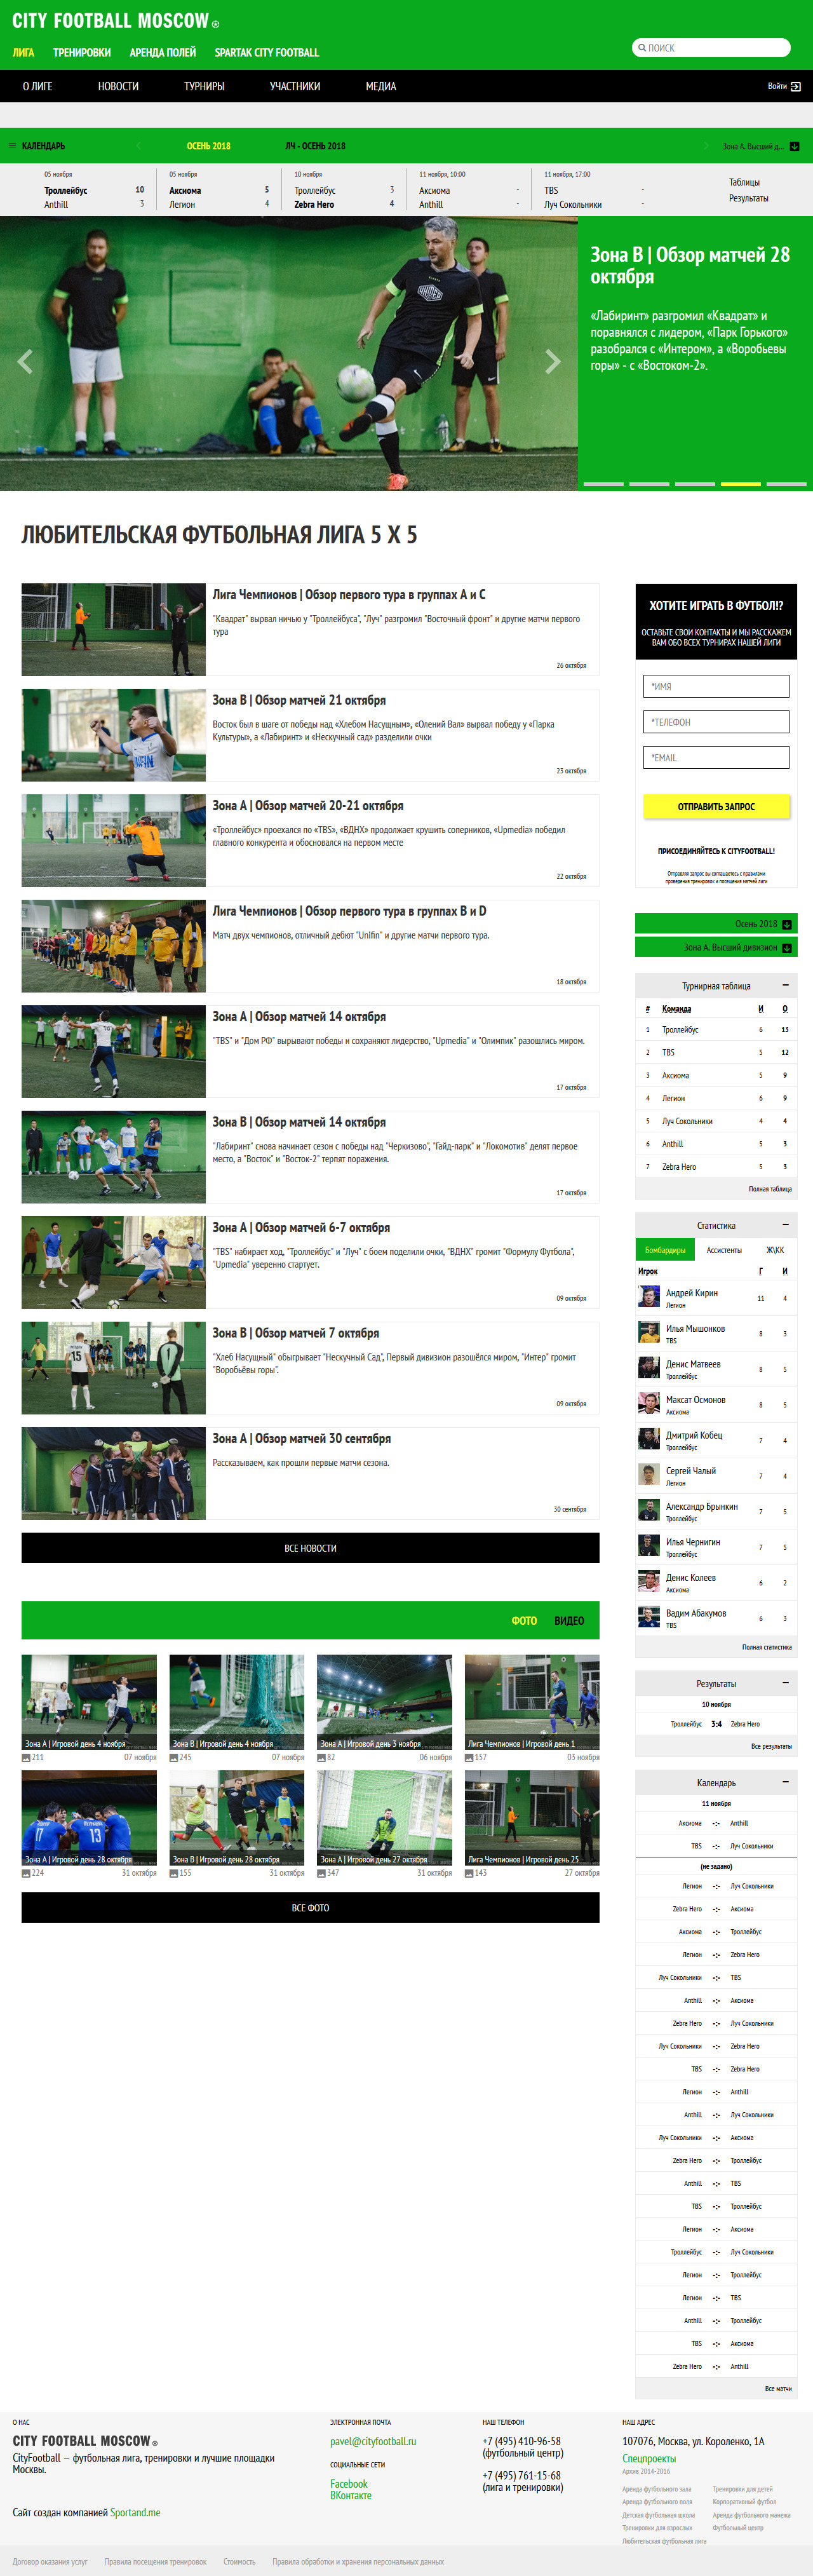 CITY FOOTBALL MOSCOW
ЛИГА ТРЕНИРОВКИ АРЕНДА ПОЛЕЙ SPARTAK CITY FOOTBALL
ПОИСК
О ЛИГЕ НОВОСТИ ТУРНИРЫ УЧАСТНИКИ МЕДИА Войти
КАЛЕНДАРЬ ОСЕНЬ 2018 ЛЧ - ОСЕНЬ 2018 Зона А. Высший д...
05 ноября 05 ноября 10 ноября 11 ноября, 10:00 11 ноября, 17:00
Троллейбус 10 Аксиома 5 Троллейбус 3 Аксиома - TBS - Таблицы
Anthill 3 Легион 4 Zebra Hero 4 Anthill - Луч Сокольники - Результаты
Зона В | Обзор матчей 28
октября
«Лабиринт» разгромил «Квадрат» и
поравнялся с лидером, «Парк Горького»
разобрался с «Интером», а «Воробьевы
горы» - с «Востоком-2».
ЛЮБИТЕЛЬСКАЯ ФУТБОЛЬНАЯ ЛИГА 5 X 5
Лига Чемпионов | Обзор первого тура в группах А и С
"Квадрат" вырвал ничью у "Троллейбуса", "Луч" разгромил "Восточный фронт" и другие матчи первого
тура
26 октября
Зона В | Обзор матчей 21 октября
Восток был в шаге от победы над «Хлебом Насущным», «Олений Вал» вырвал победу у «Парка
Культуры», а «Лабиринт» и «Нескучный сад» разделили очки
23 октября
Зона А | Обзор матчей 20-21 октября
«Троллейбус» проехался по «TBS», «ВДНХ» продолжает крушить соперников, «Upmedia» победил
главного конкурента и обосновался на первом месте
22 октября
Лига Чемпионов | Обзор первого тура в группах В и D
Матч двух чемпионов, отличный дебют "Unifin" и другие матчи первого тура.
18 октября
Зона А | Обзор матчей 14 октября
"TBS" и "Дом РФ" вырывают победы и сохраняют лидерство, "Upmedia" и "Олимпик" разошлись миром.
17 октября
Зона В | Обзор матчей 14 октября
"Лабиринт" снова начинает сезон с победы над "Черкизово", "Гайд-парк" и "Локомотив" делят первое
место, а "Восток" и "Восток-2" терпят поражения.
17 октября
Зона А | Обзор матчей 6-7 октября
"TBS" набирает ход, "Троллейбус" и "Луч" с боем поделили очки, "ВДНХ" громит "Формулу Футбола",
"Upmedia" уверенно стартует.
09 октября
Зона В | Обзор матчей 7 октября
"Хлеб Насущный" обыгрывает "Нескучный Сад", Первый дивизион разошёлся миром, "Интер" громит
"Воробьёвы горы".
09 октября
Зона А | Обзор матчей 30 сентября
Рассказываем, как прошли первые матчи сезона.
30 сентября
ВСЕ НОВОСТИ
ФОТО ВИДЕО
Зона А | Игровой день 4 ноября Зона В | Игровой день 4 ноября Зона А | Игровой день 3 ноября Лига Чемпионов | Игровой день 1
211 07 ноября 245 07 ноября 82 06 ноября 157 03 ноября
Зона А | Игровой день 28 октября Зона В | Игровой день 28 октября Зона А | Игровой день 27 октября Лига Чемпионов | Игровой день 25
224 31 октября 155 31 октября 347 31 октября 143 27 октября
ВСЕ ФОТО
ХОТИТЕ ИГРАТЬ В ФУТБОЛ!?
ОСТАВЬТЕ СВОИ КОНТАКТЫ И МЫ РАССКАЖЕМ
ВАМ ОБО ВСЕХ ТУРНИРАХ НАШЕЙ ЛИГИ
*ИМЯ
*ТЕЛЕФОН
*EMAIL
ОТПРАВИТЬ ЗАПРОС
ПРИСОЕДИНЯЙТЕСЬ К CITYFOOTBALL!
Отправляя запрос вы соглашаетесь с правилами
проведения тренировок и посещения матчей лиги
Осень 2018
Зона А. Высший дивизион
Турнирная таблица
# Команда И О
1 Троллейбус 6 13
2 TBS 5 12
3 Аксиома 5 9
4 Легион 6 9
5 Луч Сокольники 4 4
6 Anthill 5 3
7 Zebra Hero 5 3
Полная таблица
Статистика
Бомбардиры Ассистенты Ж\КК
Игрок Г И
Андрей Кирин 11 4
Легион
Илья Мышонков 8 3
TBS
Денис Матвеев 8 5
Троллейбус
Максат Осмонов 8 5
Аксиома
Дмитрий Кобец 7 4
Троллейбус
Сергей Чалый 7 4
Легион
Александр Брынкин 7 5
Троллейбус
Илья Чернигин 7 5
Троллейбус
Денис Колеев 6 2
Аксиома
Вадим Абакумов 6 3
TBS
Полная статистика
Результаты
10 ноября
Троллейбус 3:4 Zebra Hero
Все результаты
Календарь
11 ноября
Аксиома -:- Anthill
TBS -:- Луч Сокольники
(не задано)
Легион -:- Луч Сокольники
Zebra Hero -:- Аксиома
Аксиома -:- Троллейбус
Легион -:- Zebra Hero
Луч Сокольники -:- TBS
Anthill -:- Аксиома
Zebra Hero -:- Луч Сокольники
Луч Сокольники -:- Zebra Hero
TBS -:- Zebra Hero
Легион -:- Anthill
Anthill -:- Луч Сокольники
Луч Сокольники -:- Аксиома
Zebra Hero -:- Троллейбус
Anthill -:- TBS
TBS -:- Троллейбус
Легион -:- Аксиома
Троллейбус -:- Луч Сокольники
Легион -:- Троллейбус
Легион -:- TBS
Anthill -:- Троллейбус
TBS -:- Аксиома
Zebra Hero -:- Anthill
Все матчи
О НАС
CITY FOOTBALL MOSCOW
CityFootball — футбольная лига, тренировки и лучшие площадки
Москвы.
Сайт создан компанией Sportand.me
ЭЛЕКТРОННАЯ ПОЧТА
pavel@cityfootball.ru
СОЦИАЛЬНЫЕ СЕТИ
Facebook
ВКонтакте
НАШ ТЕЛЕФОН
+7 (495) 410-96-58
(футбольный центр)
+7 (495) 761-15-68
(лига и тренировки)
НАШ АДРЕС
107076, Москва, ул. Короленко, 1А
Спецпроекты
Архив 2014-2016
Аренда футбольного зала Тренировки для детей
Аренда футбольного поля Корпоративный футбол
Детская футбольная школа Аренда футбольного манежа
Тренировки для взрослых Футбольный центр
Любительская футбольная лига
Договор оказания услуг Правила посещения тренировок Стоимость Правила обработки и хранения персональных данных